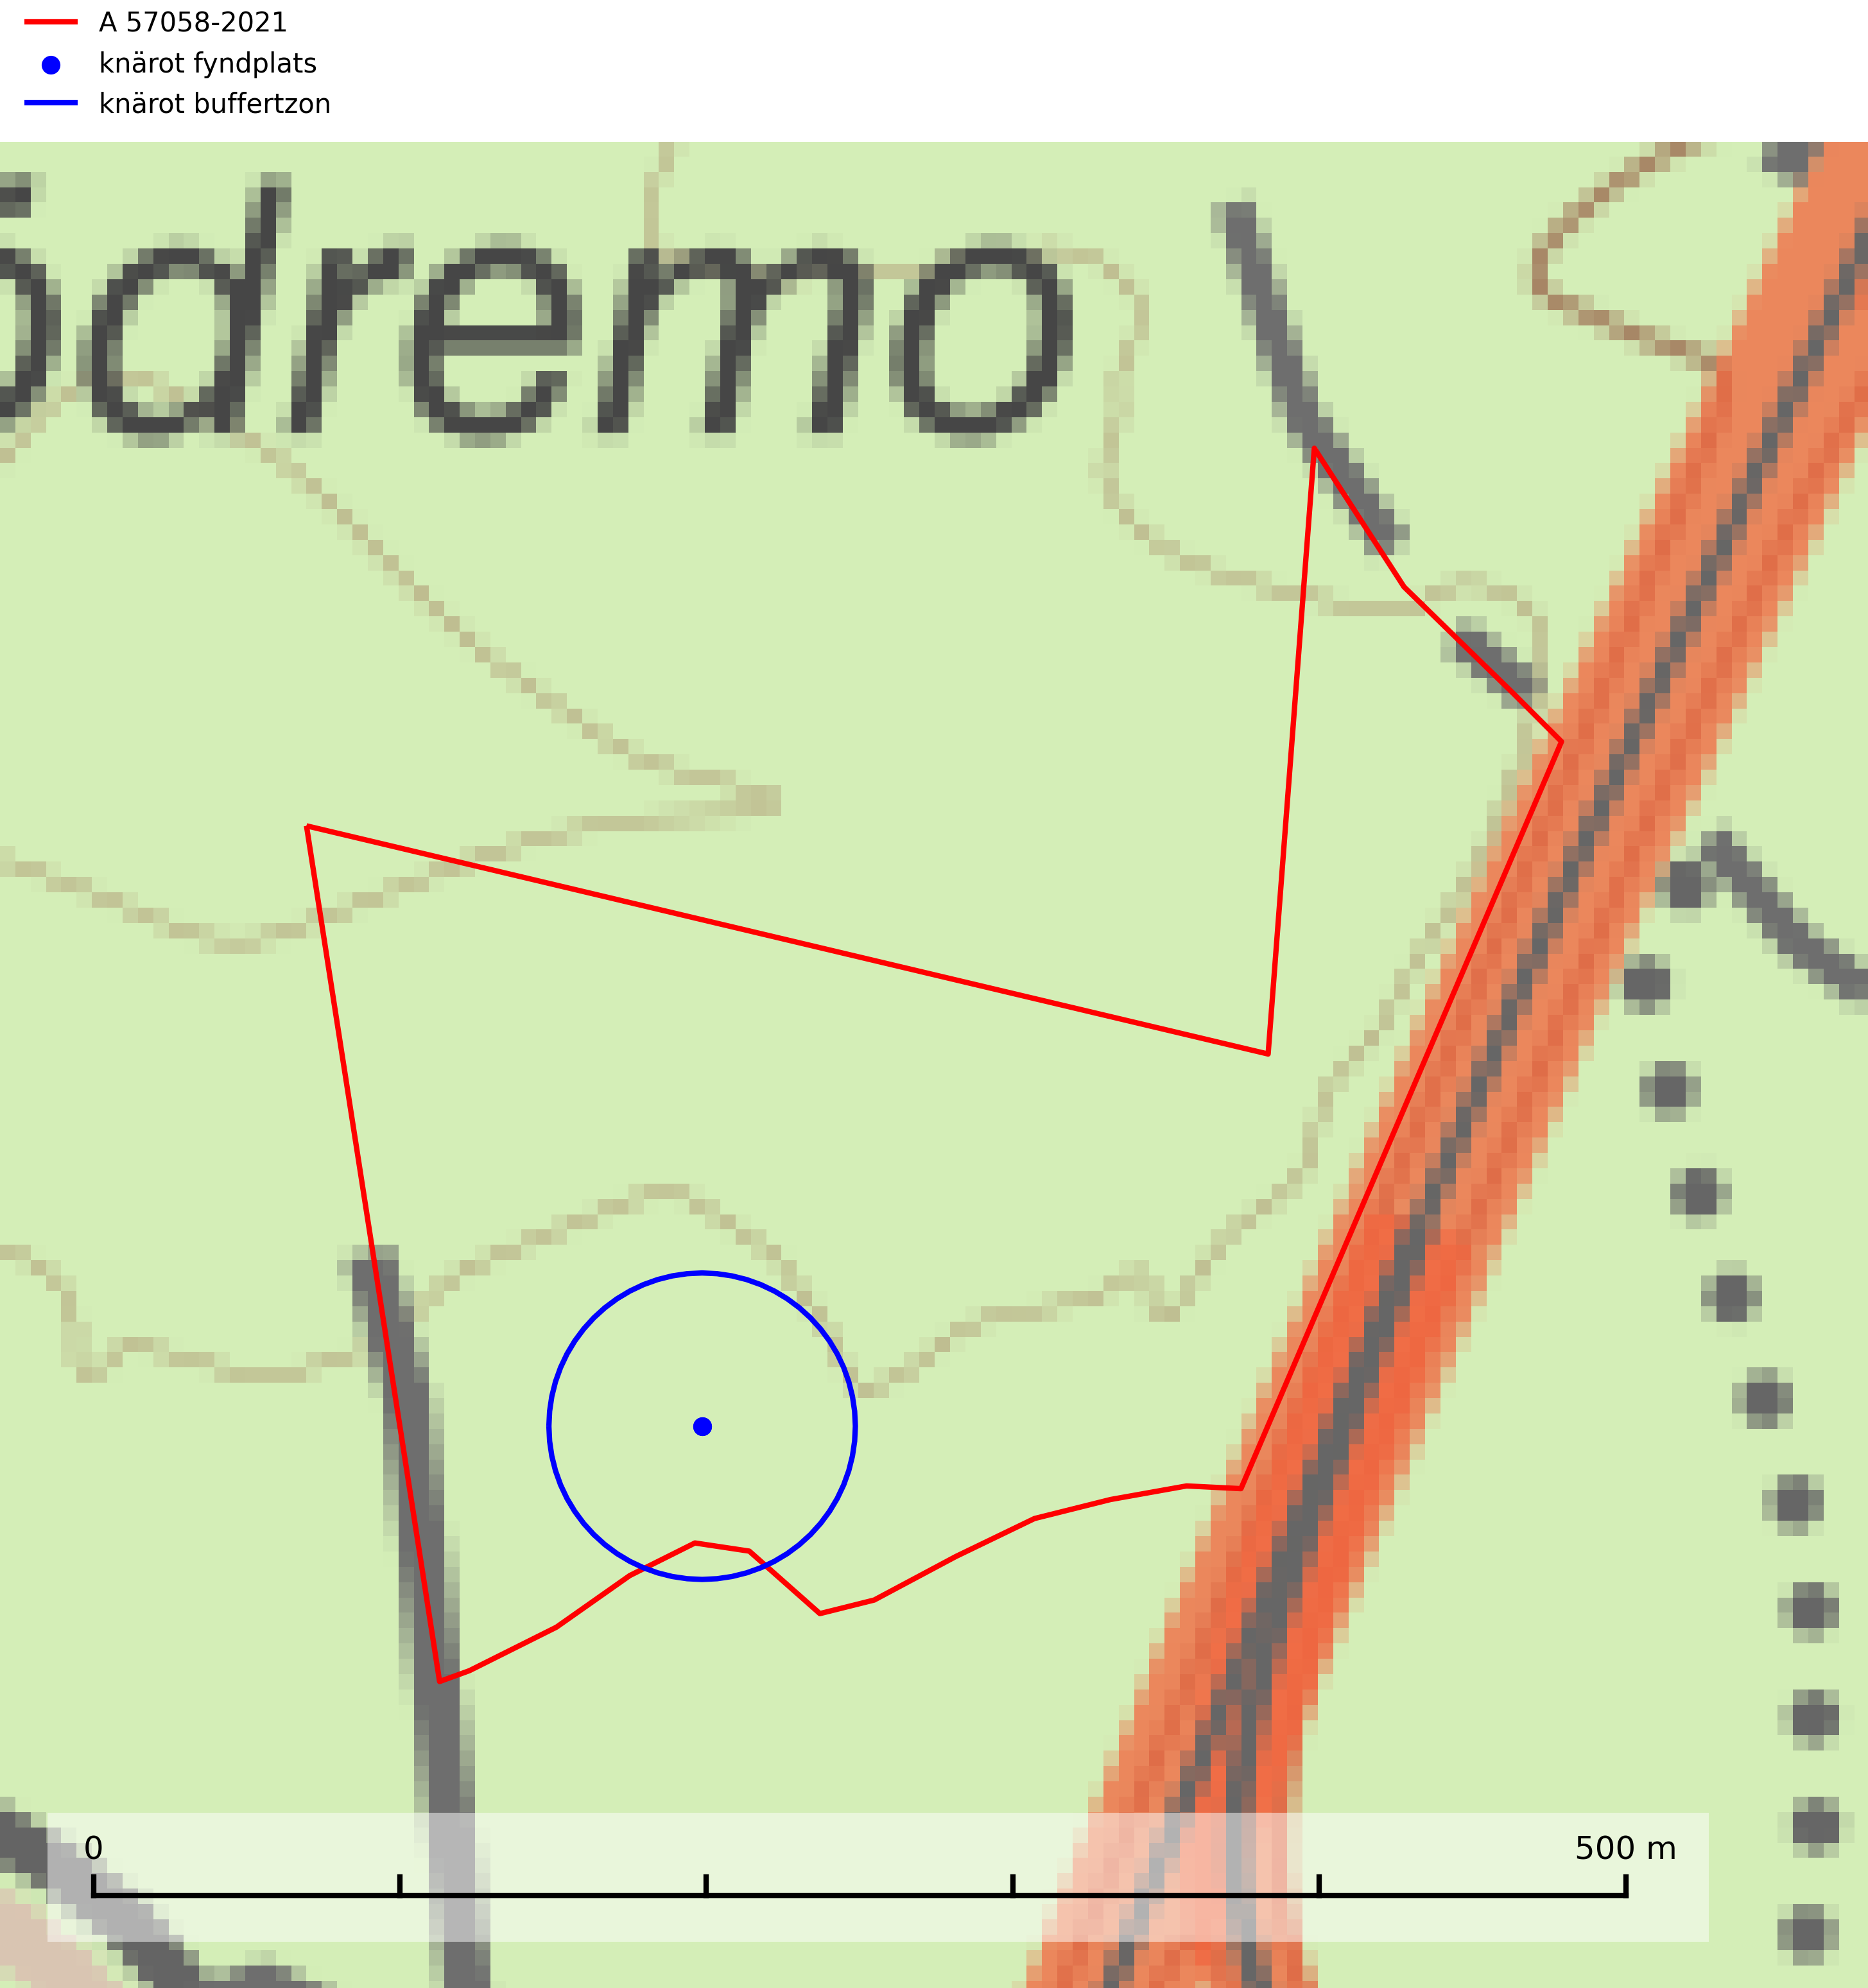 A 57058-2021
knärot fyndplats
knärot buffertzon
dremo
0 500 m